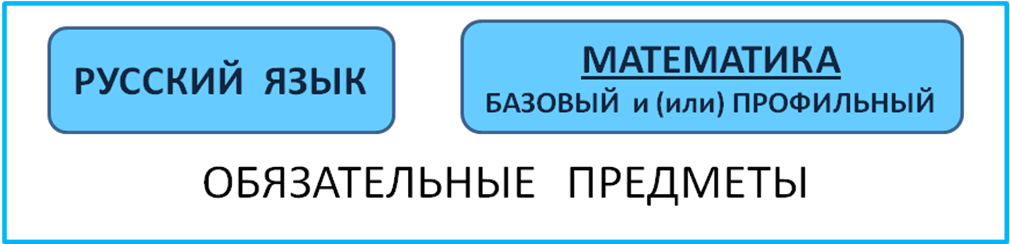 РУССКИЙ ЯЗЫК
МАТЕМАТИКА
БАЗОВЫЙ и (или) ПРОФИЛЬНЫЙ
ОБЯЗАТЕЛЬНЫЕ ПРЕДМЕТЫ